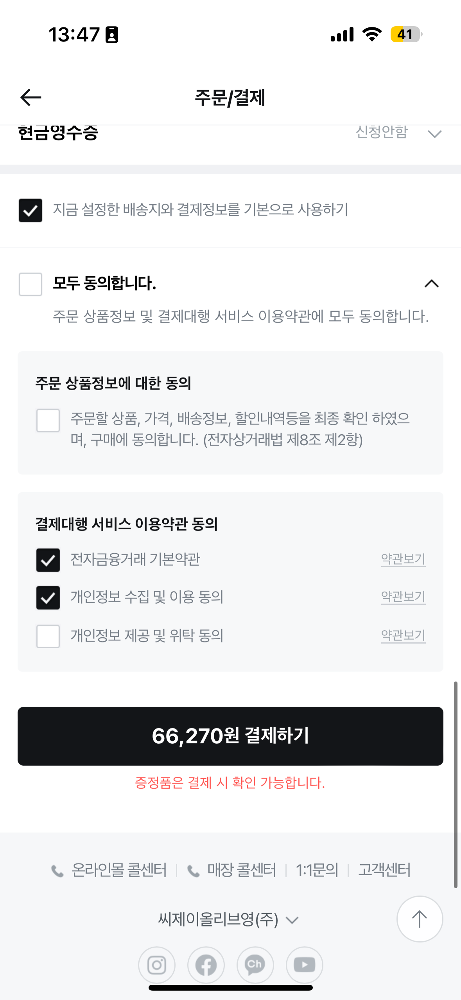 13:47
41
주문/결제
현금영수증
신청안함
지금 설정한 배송지와 결제정보를 기본으로 사용하기
모두 동의합니다.
주문 상품정보 및 결제대행 서비스 이용약관에 모두 동의합니다.
주문 상품정보에 대한 동의
주문할 상품, 가격, 배송정보, 할인내역등을 최종 확인 하였으
며, 구매에 동의합니다. (전자상거래법 제8조 제2항)
결제대행 서비스 이용약관 동의
전자금융거래 기본약관
약관보기
개인정보 수집 및 이용 동의
약관보기
개인정보 제공 및 위탁 동의
약관보기
66,270원 결제하기
증정품은 결제 시 확인 가능합니다.
온라인몰 콜센터
매장 콜센터
1:1문의
고객센터
씨제이올리브영(주)
Ch